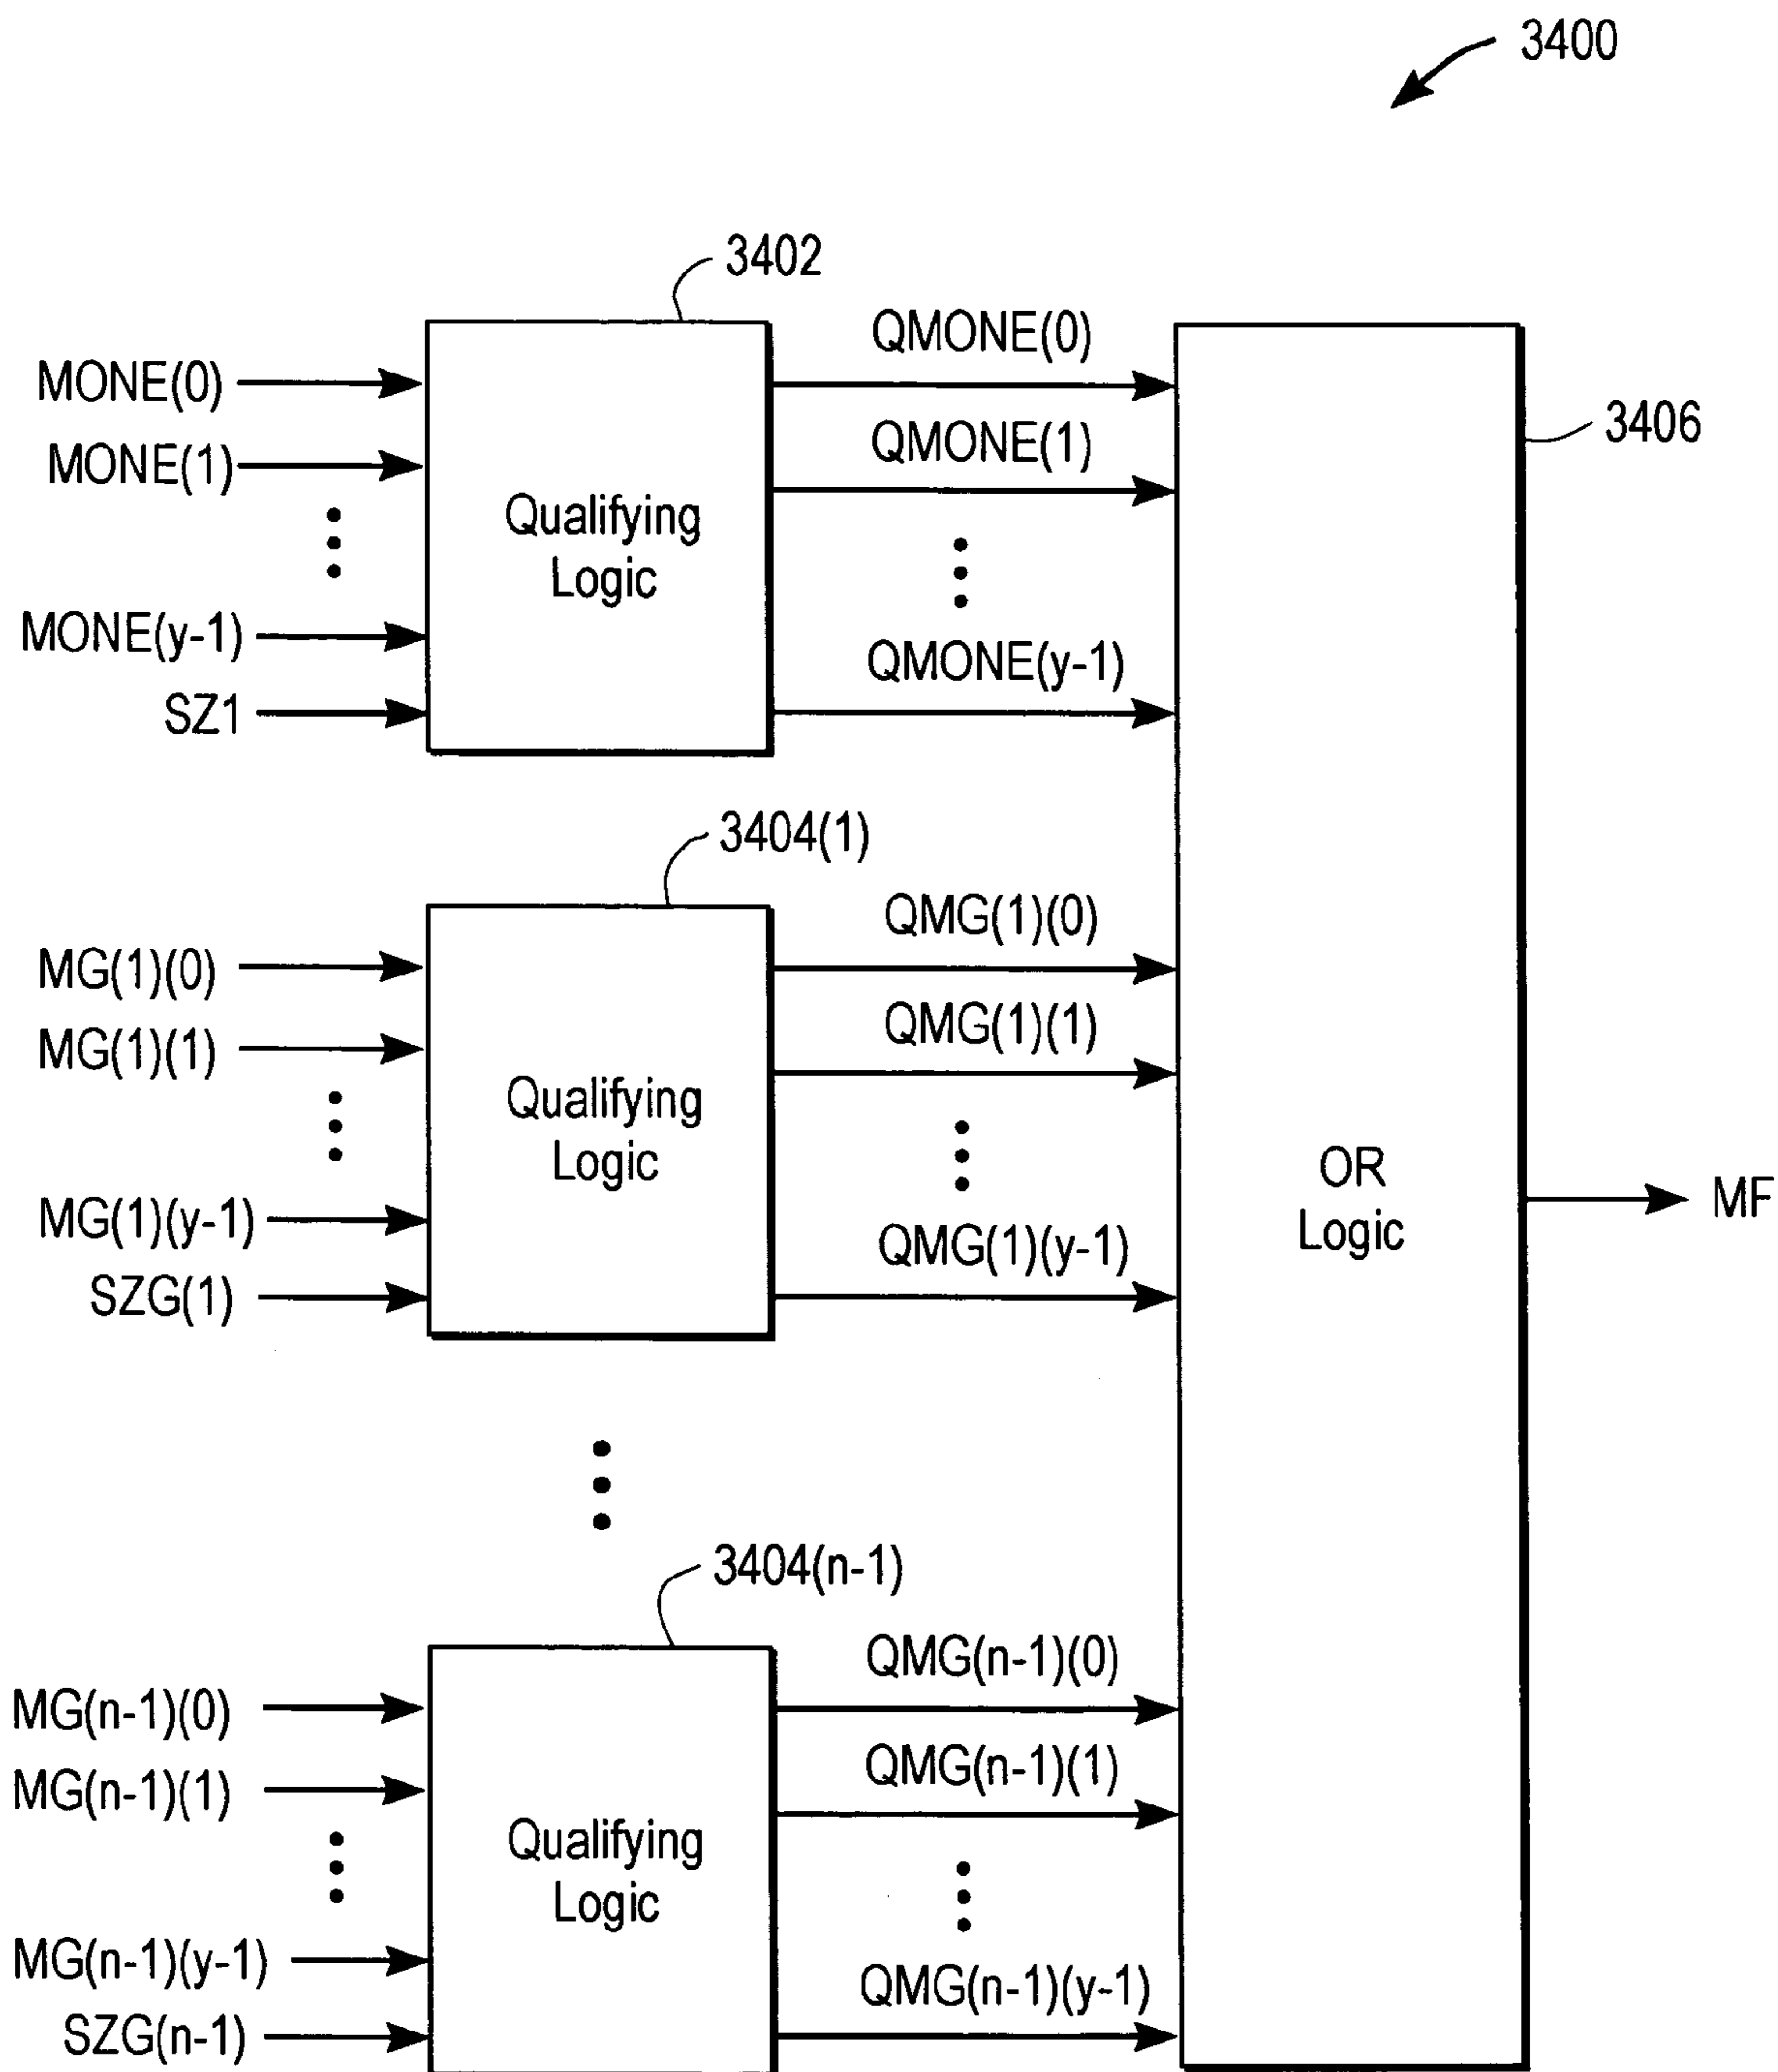 3400
3402
MONE(0)
MONE(1)
MONE(y-1)
SZ1
Qualifying
Logic
QMONE(0)
QMONE(1)
QMONE(y-1)
3406
3404(1)
MG(1)(0)
MG(1)(1)
MG(1)(y-1)
SZG(1)
Qualifying
Logic
QMG(1)(0)
QMG(1)(1)
QMG(1)(y-1)
OR
Logic
MF
3404(n-1)
MG(n-1)(0)
MG(n-1)(1)
MG(n-1)(y-1)
SZG(n-1)
Qualifying
Logic
QMG(n-1)(0)
QMG(n-1)(1)
QMG(n-1)(y-1)